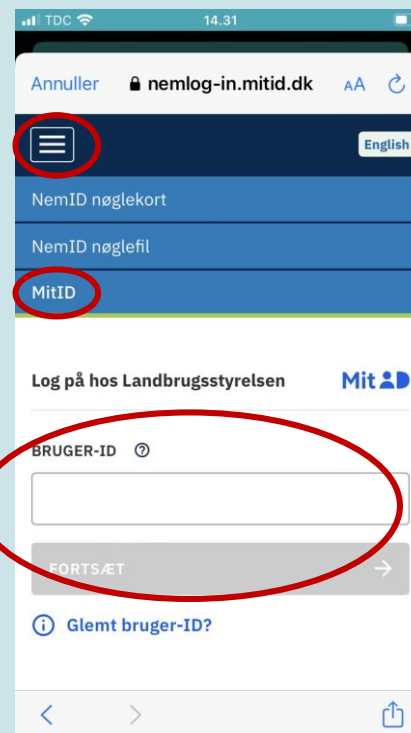 TDC 14.31
Annuller nemlog-in.mitid.dk AA
English
NemID nøglekort
NemID nøglefil
MitID
Log på hos Landbrugsstyrelsen Mit
BRUGER-ID ?
FORTSÆT →
i Glemt bruger-ID?